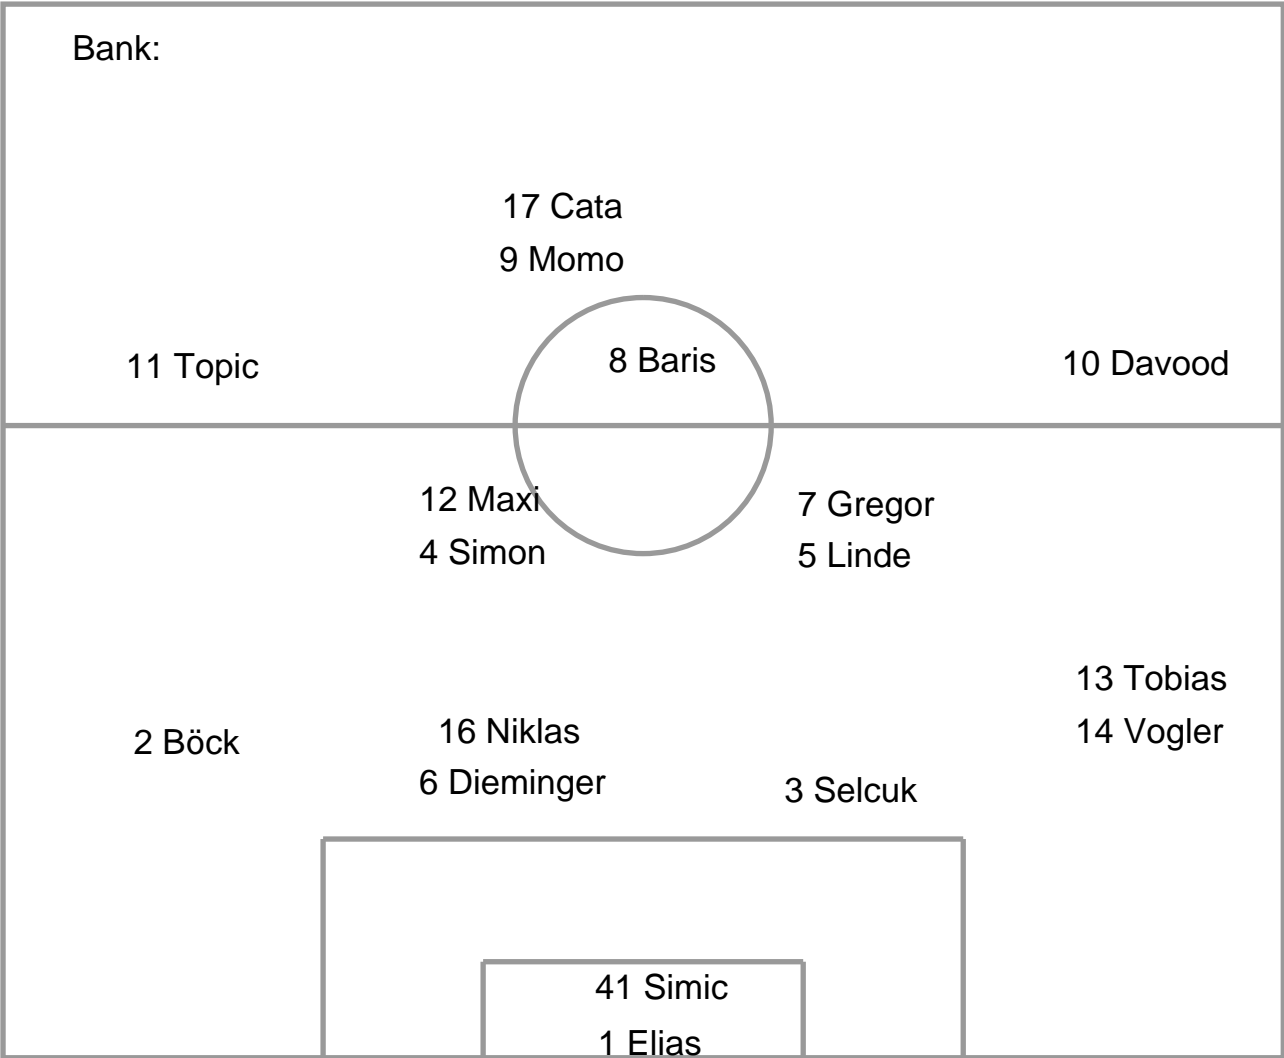 Bank:
17 Cata
9 Momo
11 Topic
8 Baris
10 Davood
12 Maxi
7 Gregor
4 Simon
5 Linde
13 Tobias
2 Böck
16 Niklas
14 Vogler
6 Dieminger
3 Selcuk
41 Simic
1 Elias